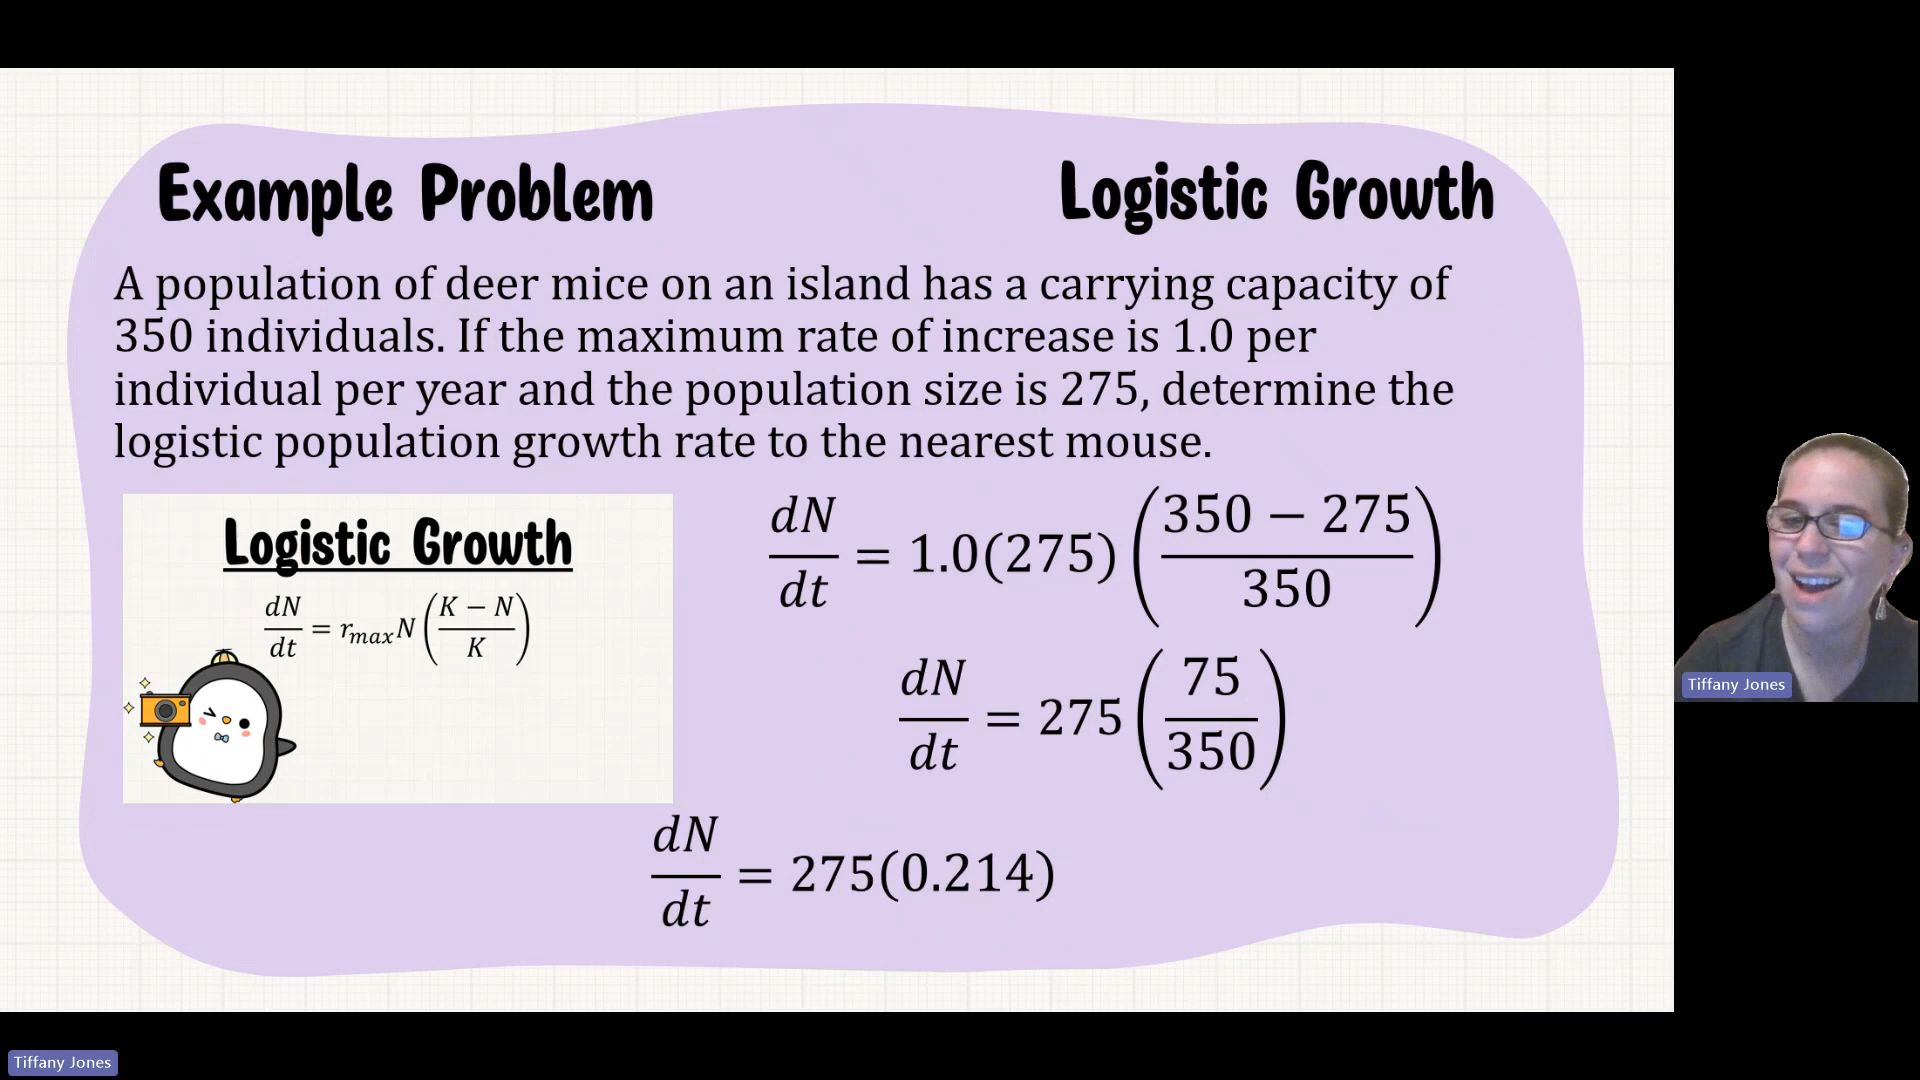 Example Problem
Logistic Growth
A population of deer mice on an island has a carrying capacity of
350 individuals. If the maximum rate of increase is 1.0 per
individual per year and the population size is 275, determine the
logistic population growth rate to the nearest mouse.
Logistic Growth
dN/dt = r_max N ((K − N)/K)
dN/dt = 1.0(275) ((350 − 275)/350)
dN/dt = 275 (75/350)
dN/dt = 275(0.214)
Tiffany Jones
Tiffany Jones